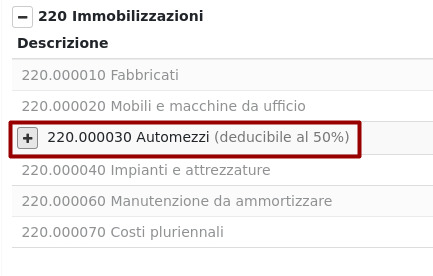 220 Immobilizzazioni
Descrizione
220.000010 Fabbricati
220.000020 Mobili e macchine da ufficio
220.000030 Automezzi (deducibile al 50%)
220.000040 Impianti e attrezzature
220.000060 Manutenzione da ammortizzare
220.000070 Costi pluriennali